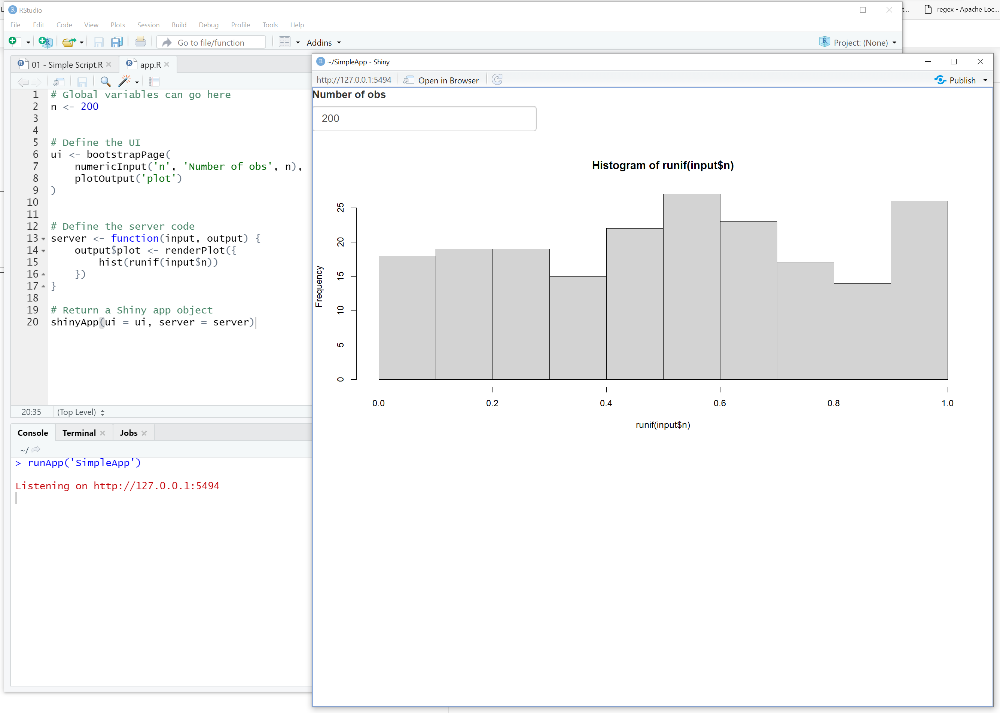 L
RStudio
t...
regex - Apache Loc...
File Edit Code View Plots Session Build Debug Profile Tools Help
Go to file/function
Addins
Project: (None)
01 - Simple Script.R
app.R
1 # Global variables can go here
2 n <- 200
3
4
5 # Define the UI
6 ui <- bootstrapPage(
7 numericInput('n', 'Number of obs', n),
8 plotOutput('plot')
9 )
10
11
12 # Define the server code
13 server <- function(input, output) {
14 output$plot <- renderPlot({
15 hist(runif(input$n))
16 })
17 }
18
19 # Return a Shiny app object
20 shinyApp(ui = ui, server = server)
20:35 (Top Level)
Console Terminal Jobs
~/
> runApp('SimpleApp')
Listening on http://127.0.0.1:5494
~/SimpleApp - Shiny
http://127.0.0.1:5494 Open in Browser Publish
Number of obs
200
Histogram of runif(input$n)
Frequency
25
20
15
10
5
0
0.0 0.2 0.4 0.6 0.8 1.0
runif(input$n)